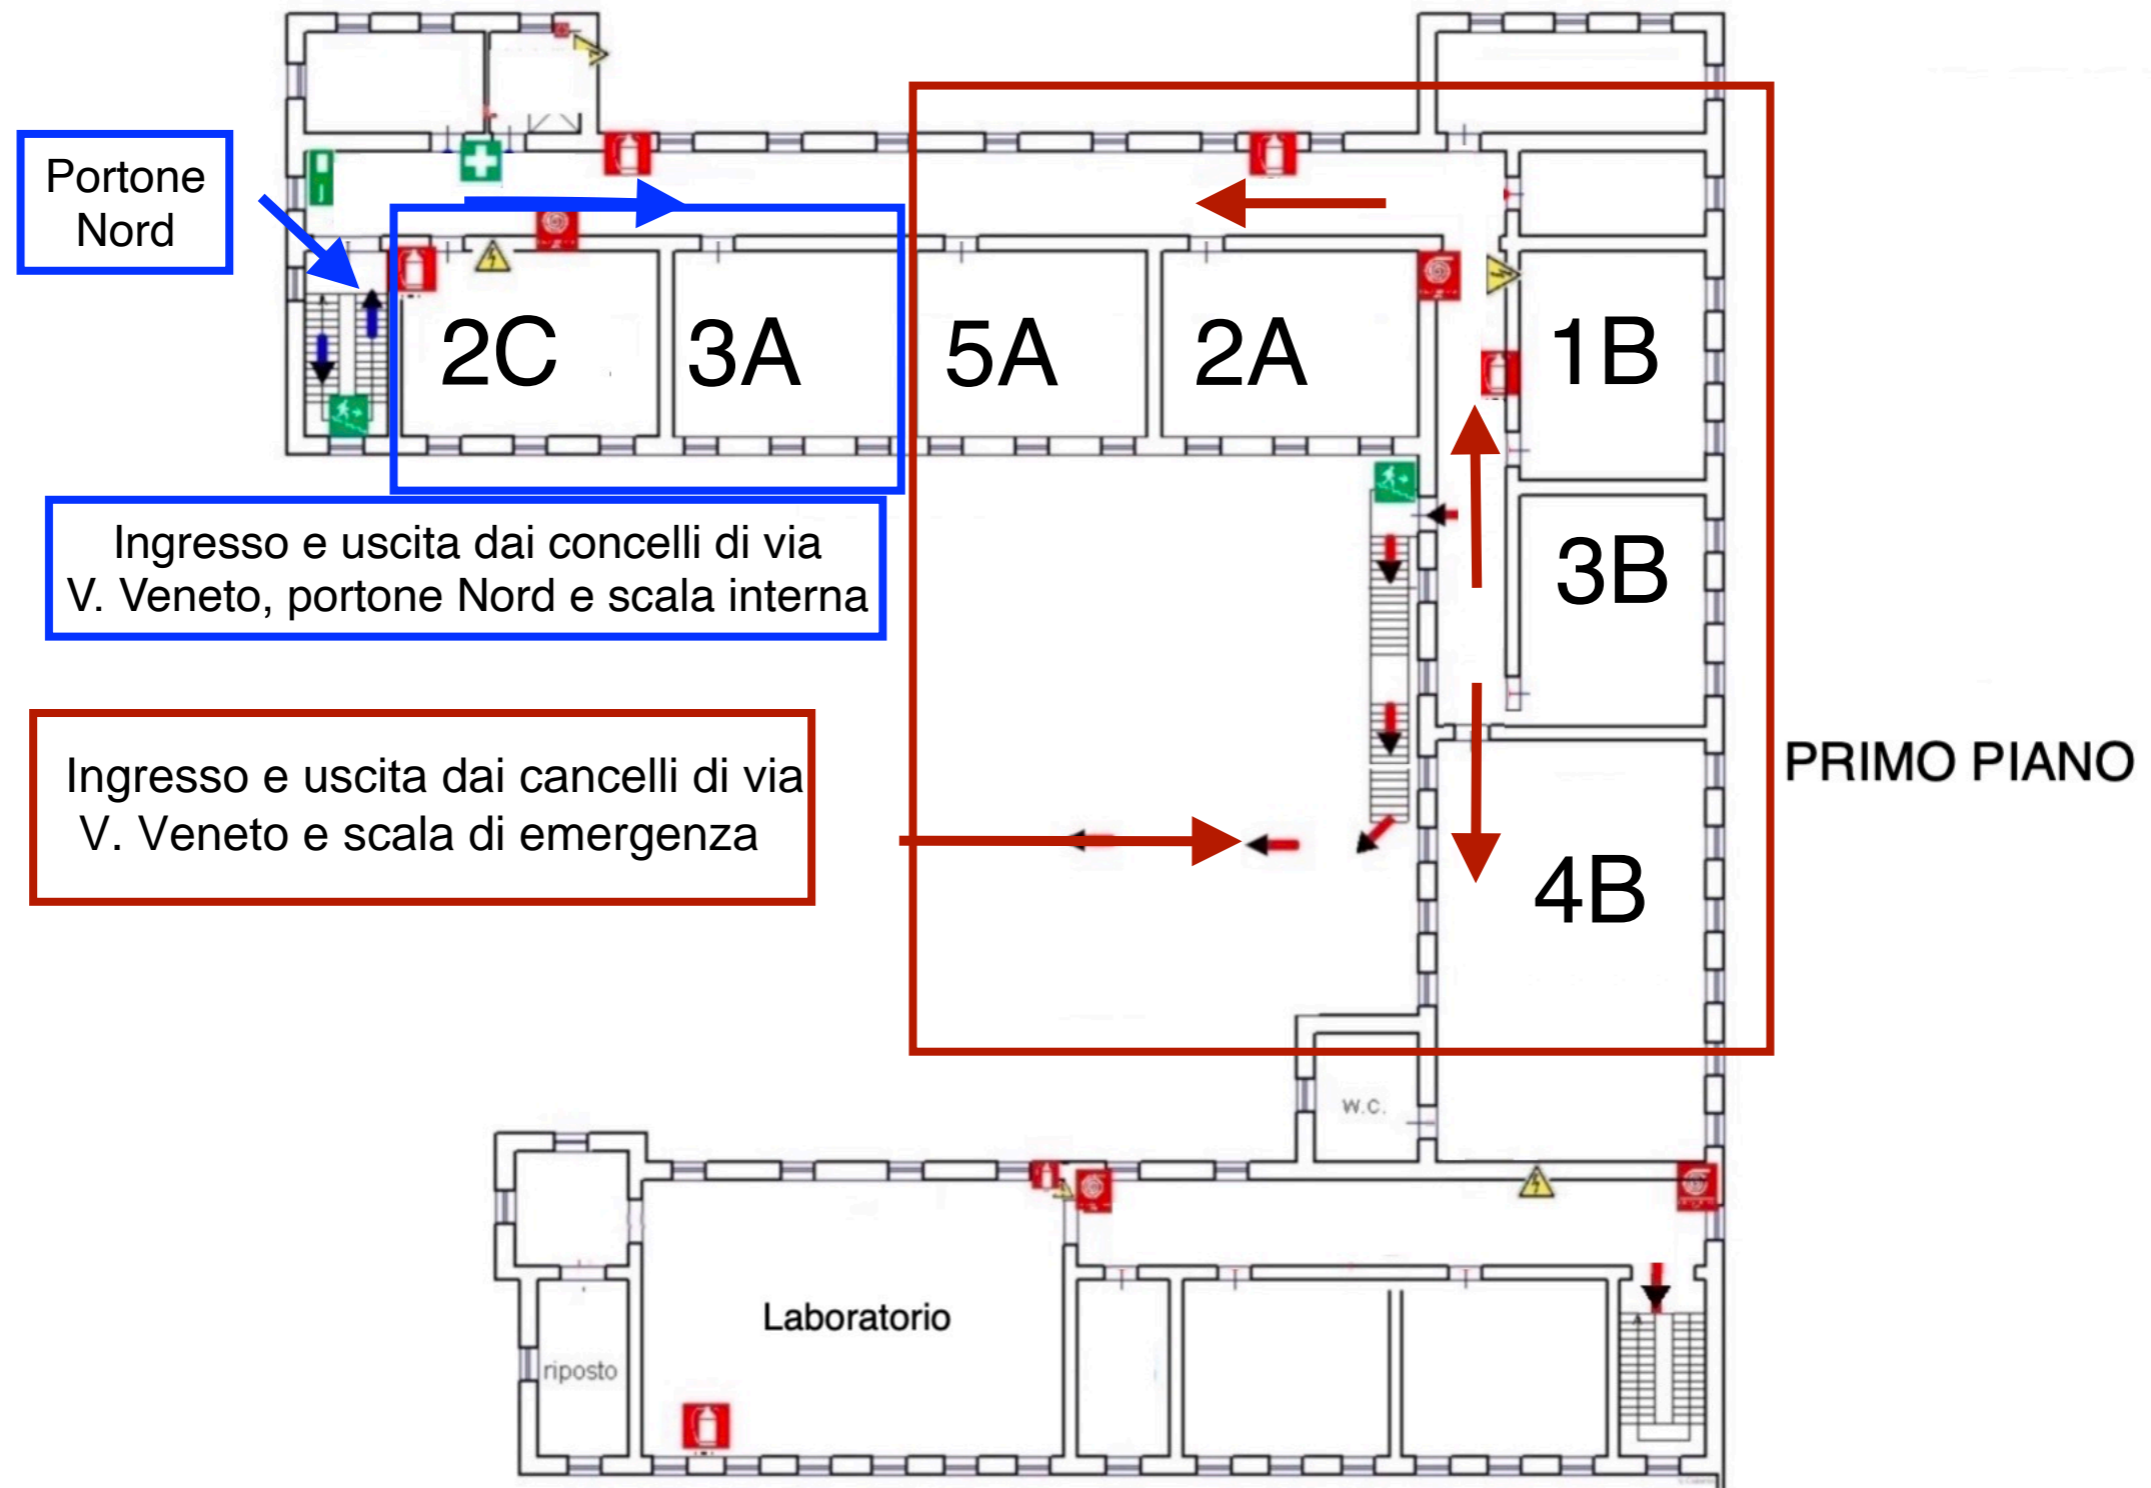 Portone
Nord
2C
3A
5A
2A
1B
3B
4B
Ingresso e uscita dai concelli di via
V. Veneto, portone Nord e scala interna
Ingresso e uscita dai cancelli di via
V. Veneto e scala di emergenza
PRIMO PIANO
w.c.
Laboratorio
riposto